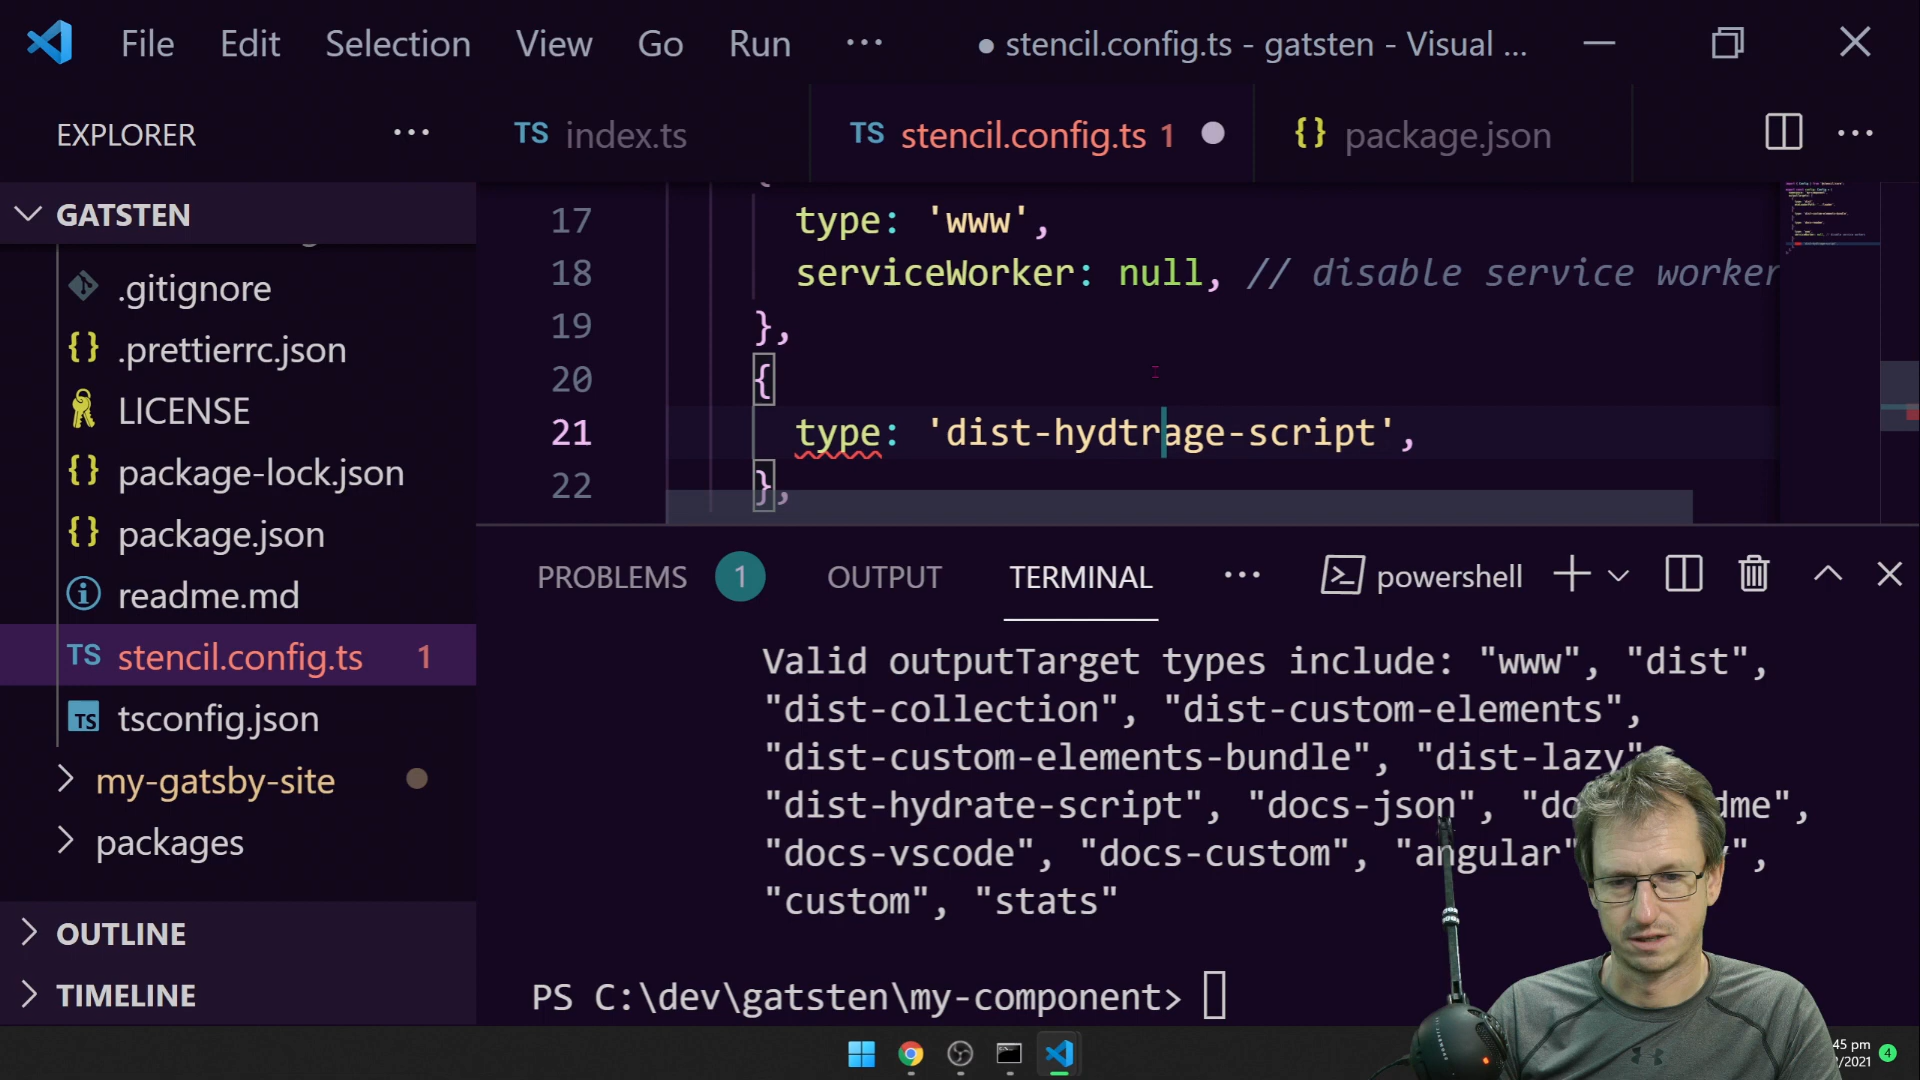 File Edit Selection View Go Run ··· ● stencil.config.ts - gatsten - Visual ...
EXPLORER ···
TS index.ts
TS stencil.config.ts 1
{} package.json
GATSTEN
.gitignore
.prettierrc.json
LICENSE
package-lock.json
package.json
readme.md
TS stencil.config.ts 1
TS tsconfig.json
my-gatsby-site
packages
OUTLINE
TIMELINE
17 type: 'www',
18 serviceWorker: null, // disable service worker
19 },
20 {
21 type: 'dist-hydtrage-script',
22 },
PROBLEMS 1 OUTPUT TERMINAL ··· powershell
Valid outputTarget types include: "www", "dist",
"dist-collection", "dist-custom-elements",
"dist-custom-elements-bundle", "dist-lazy"
"dist-hydrate-script", "docs-json",
"docs-vscode", "docs-custom", "angular"
"custom", "stats"
PS C:\dev\gatsten\my-component>
45 pm
/2021
4